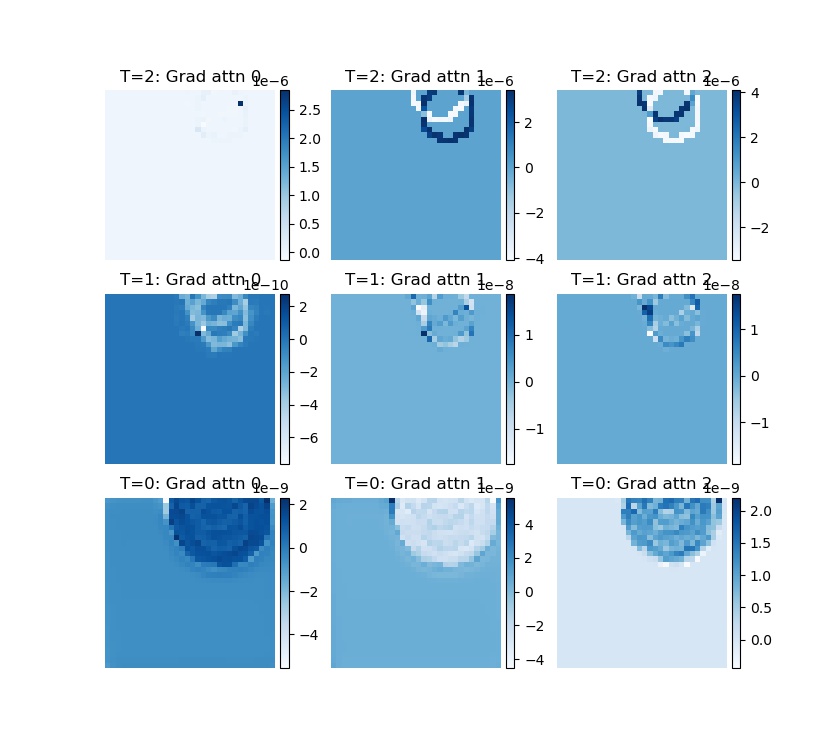 T=2: Grad attn 0
1e−6
2.5
2.0
1.5
1.0
0.5
0.0
T=2: Grad attn 1
1e−6
2
0
−2
−4
T=2: Grad attn 2
1e−6
4
2
0
−2
T=1: Grad attn 0
1e−10
2
0
−2
−4
−6
T=1: Grad attn 1
1e−8
1
0
−1
T=1: Grad attn 2
1e−8
1
0
−1
T=0: Grad attn 0
1e−9
2
0
−2
−4
T=0: Grad attn 1
1e−9
4
2
0
−2
−4
T=0: Grad attn 2
1e−9
2.0
1.5
1.0
0.5
0.0